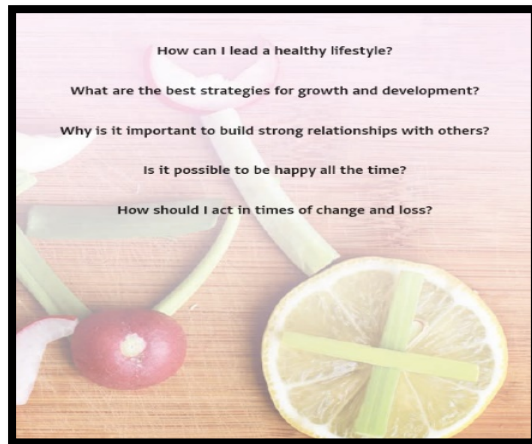 How can I lead a healthy lifestyle?
What are the best strategies for growth and development?
Why is it important to build strong relationships with others?
Is it possible to be happy all the time?
How should I act in times of change and loss?